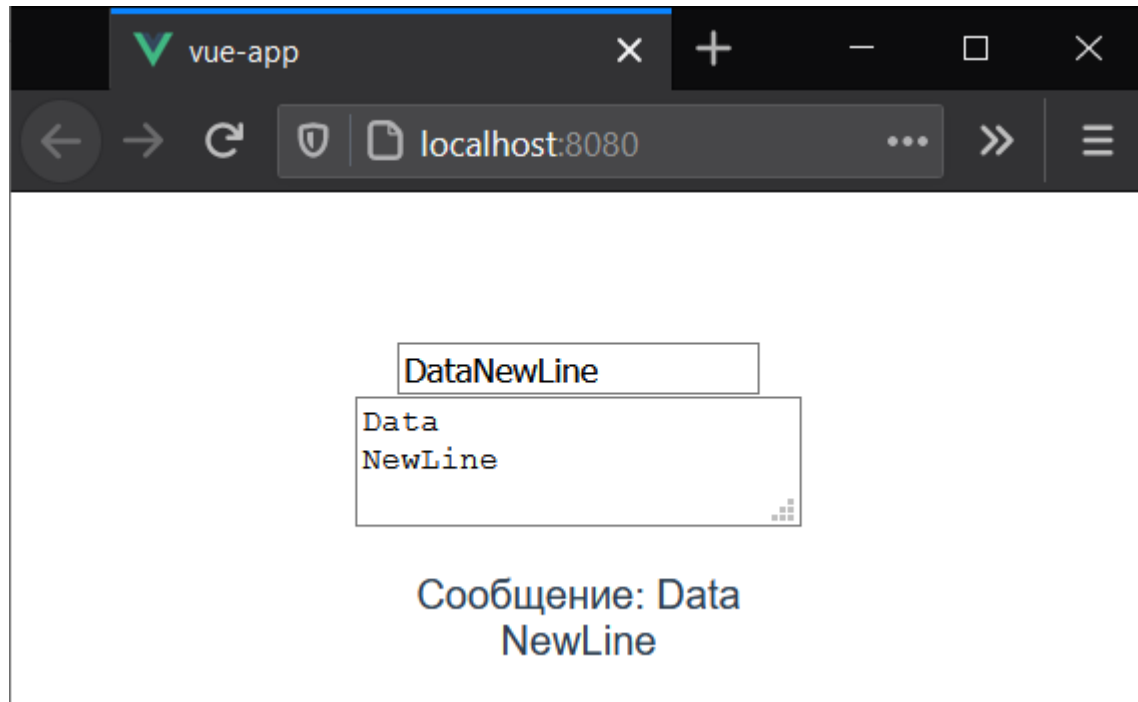 vue-app
localhost:8080
DataNewLine
Data
NewLine
Сообщение: Data
NewLine